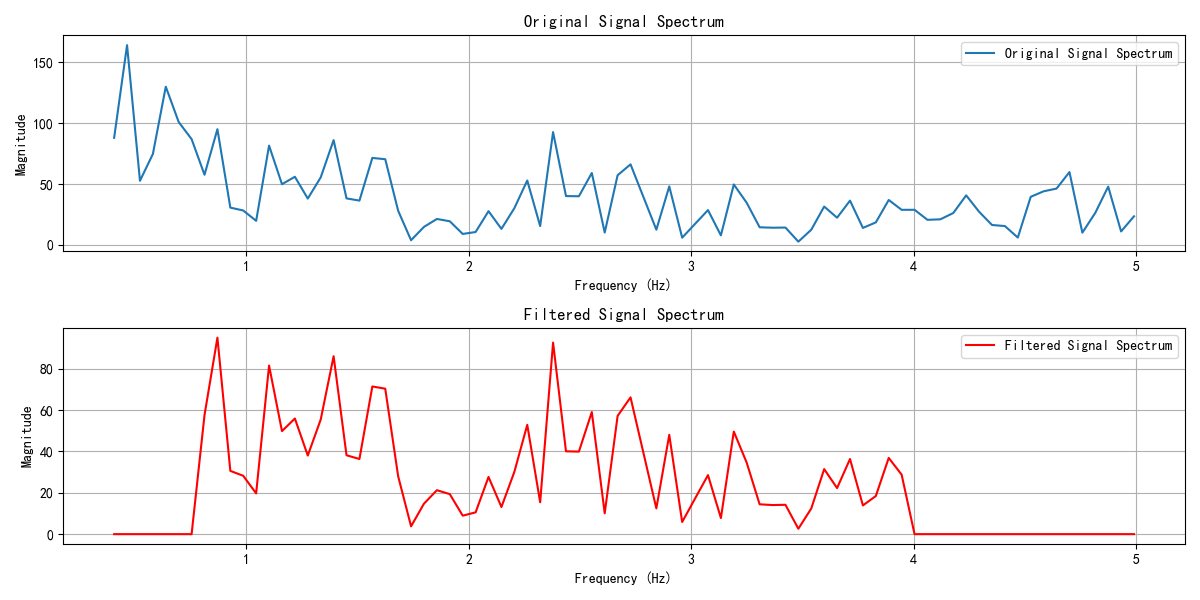 Original Signal Spectrum
Original Signal Spectrum
150
100
50
0
Magnitude
1 2 3 4 5
Frequency (Hz)
Filtered Signal Spectrum
Filtered Signal Spectrum
80
60
40
20
0
Magnitude
1 2 3 4 5
Frequency (Hz)